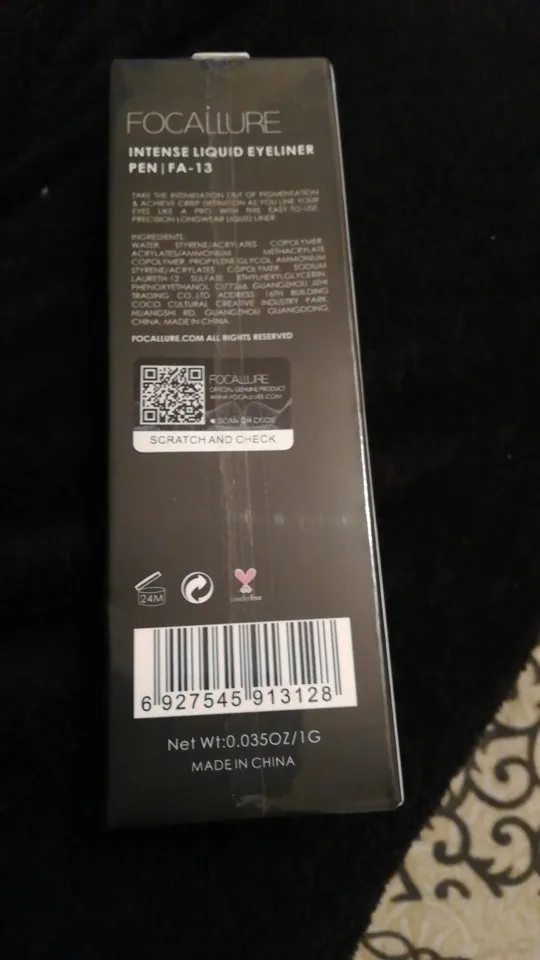 FOCALLURE
INTENSE LIQUID EYELINER
PEN | FA-13
TAKE THE INTIMIDATION OUT OF PIGMENTATION
& ACHIEVE CRISP DEFINITION AS YOU LINE YOUR
EYES LIKE A PRO WITH THIS EASY-TO-USE,
PRECISION LONGWEAR LIQUID LINER.
INGREDIENTS:
WATER, STYRENE/ACRYLATES COPOLYMER,
ACRYLATES/AMMONIUM METHACRYLATE
COPOLYMER, PROPYLENE GLYCOL, AMMONIUM
STYRENE/ACRYLATES COPOLYMER, SODIUM
LAURETH-12 SULFATE, ETHYLHEXYLGLYCERIN,
PHENOXYETHANOL, CI77266. GUANGZHOU JIZHI
TRADING CO.,LTD ADDRESS: 16TH BUILDING
COCO CULTURAL CREATIVE INDUSTRY PARK,
HUANGSHI RD. GUANGZHOU GUANGDONG,
CHINA. MADE IN CHINA.
FOCALLURE.COM ALL RIGHTS RESERVED
FOCALLURE
OFFICIAL GENUINE PRODUCT
WWW.FOCALLURE.COM
SCAN QR CODE
SCRATCH AND CHECK
24M
crueltyfree
6 927545 913128
Net Wt:0.035OZ/1G
MADE IN CHINA